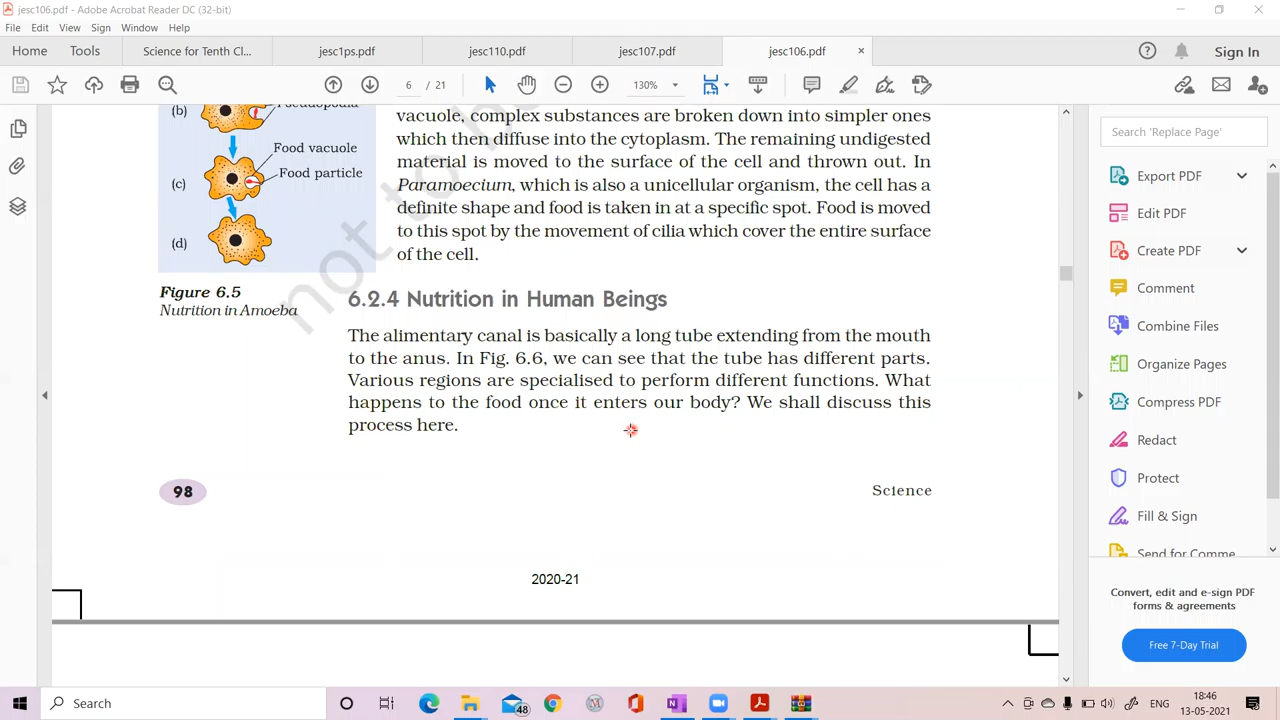 jesc106.pdf - Adobe Acrobat Reader DC (32-bit)
File Edit View Sign Window Help
Home Tools Science for Tenth Cl... jesc1ps.pdf jesc110.pdf jesc107.pdf jesc106.pdf × Sign In
6 / 21 130%
(b) Pseudopodia
Food vacuole
(c) Food particle
(d)
Figure 6.5
Nutrition in Amoeba
vacuole, complex substances are broken down into simpler ones
which then diffuse into the cytoplasm. The remaining undigested
material is moved to the surface of the cell and thrown out. In
Paramoecium, which is also a unicellular organism, the cell has a
definite shape and food is taken in at a specific spot. Food is moved
to this spot by the movement of cilia which cover the entire surface
of the cell.
6.2.4 Nutrition in Human Beings
The alimentary canal is basically a long tube extending from the mouth
to the anus. In Fig. 6.6, we can see that the tube has different parts.
Various regions are specialised to perform different functions. What
happens to the food once it enters our body? We shall discuss this
process here.
98 Science
2020-21
not to b
Search 'Replace Page'
Export PDF
Edit PDF
Create PDF
Comment
Combine Files
Organize Pages
Compress PDF
Redact
Protect
Fill & Sign
Send for Comme
Convert, edit and e-sign PDF
forms & agreements
Free 7-Day Trial
Search 48 ENG 18:46
13-05-2021